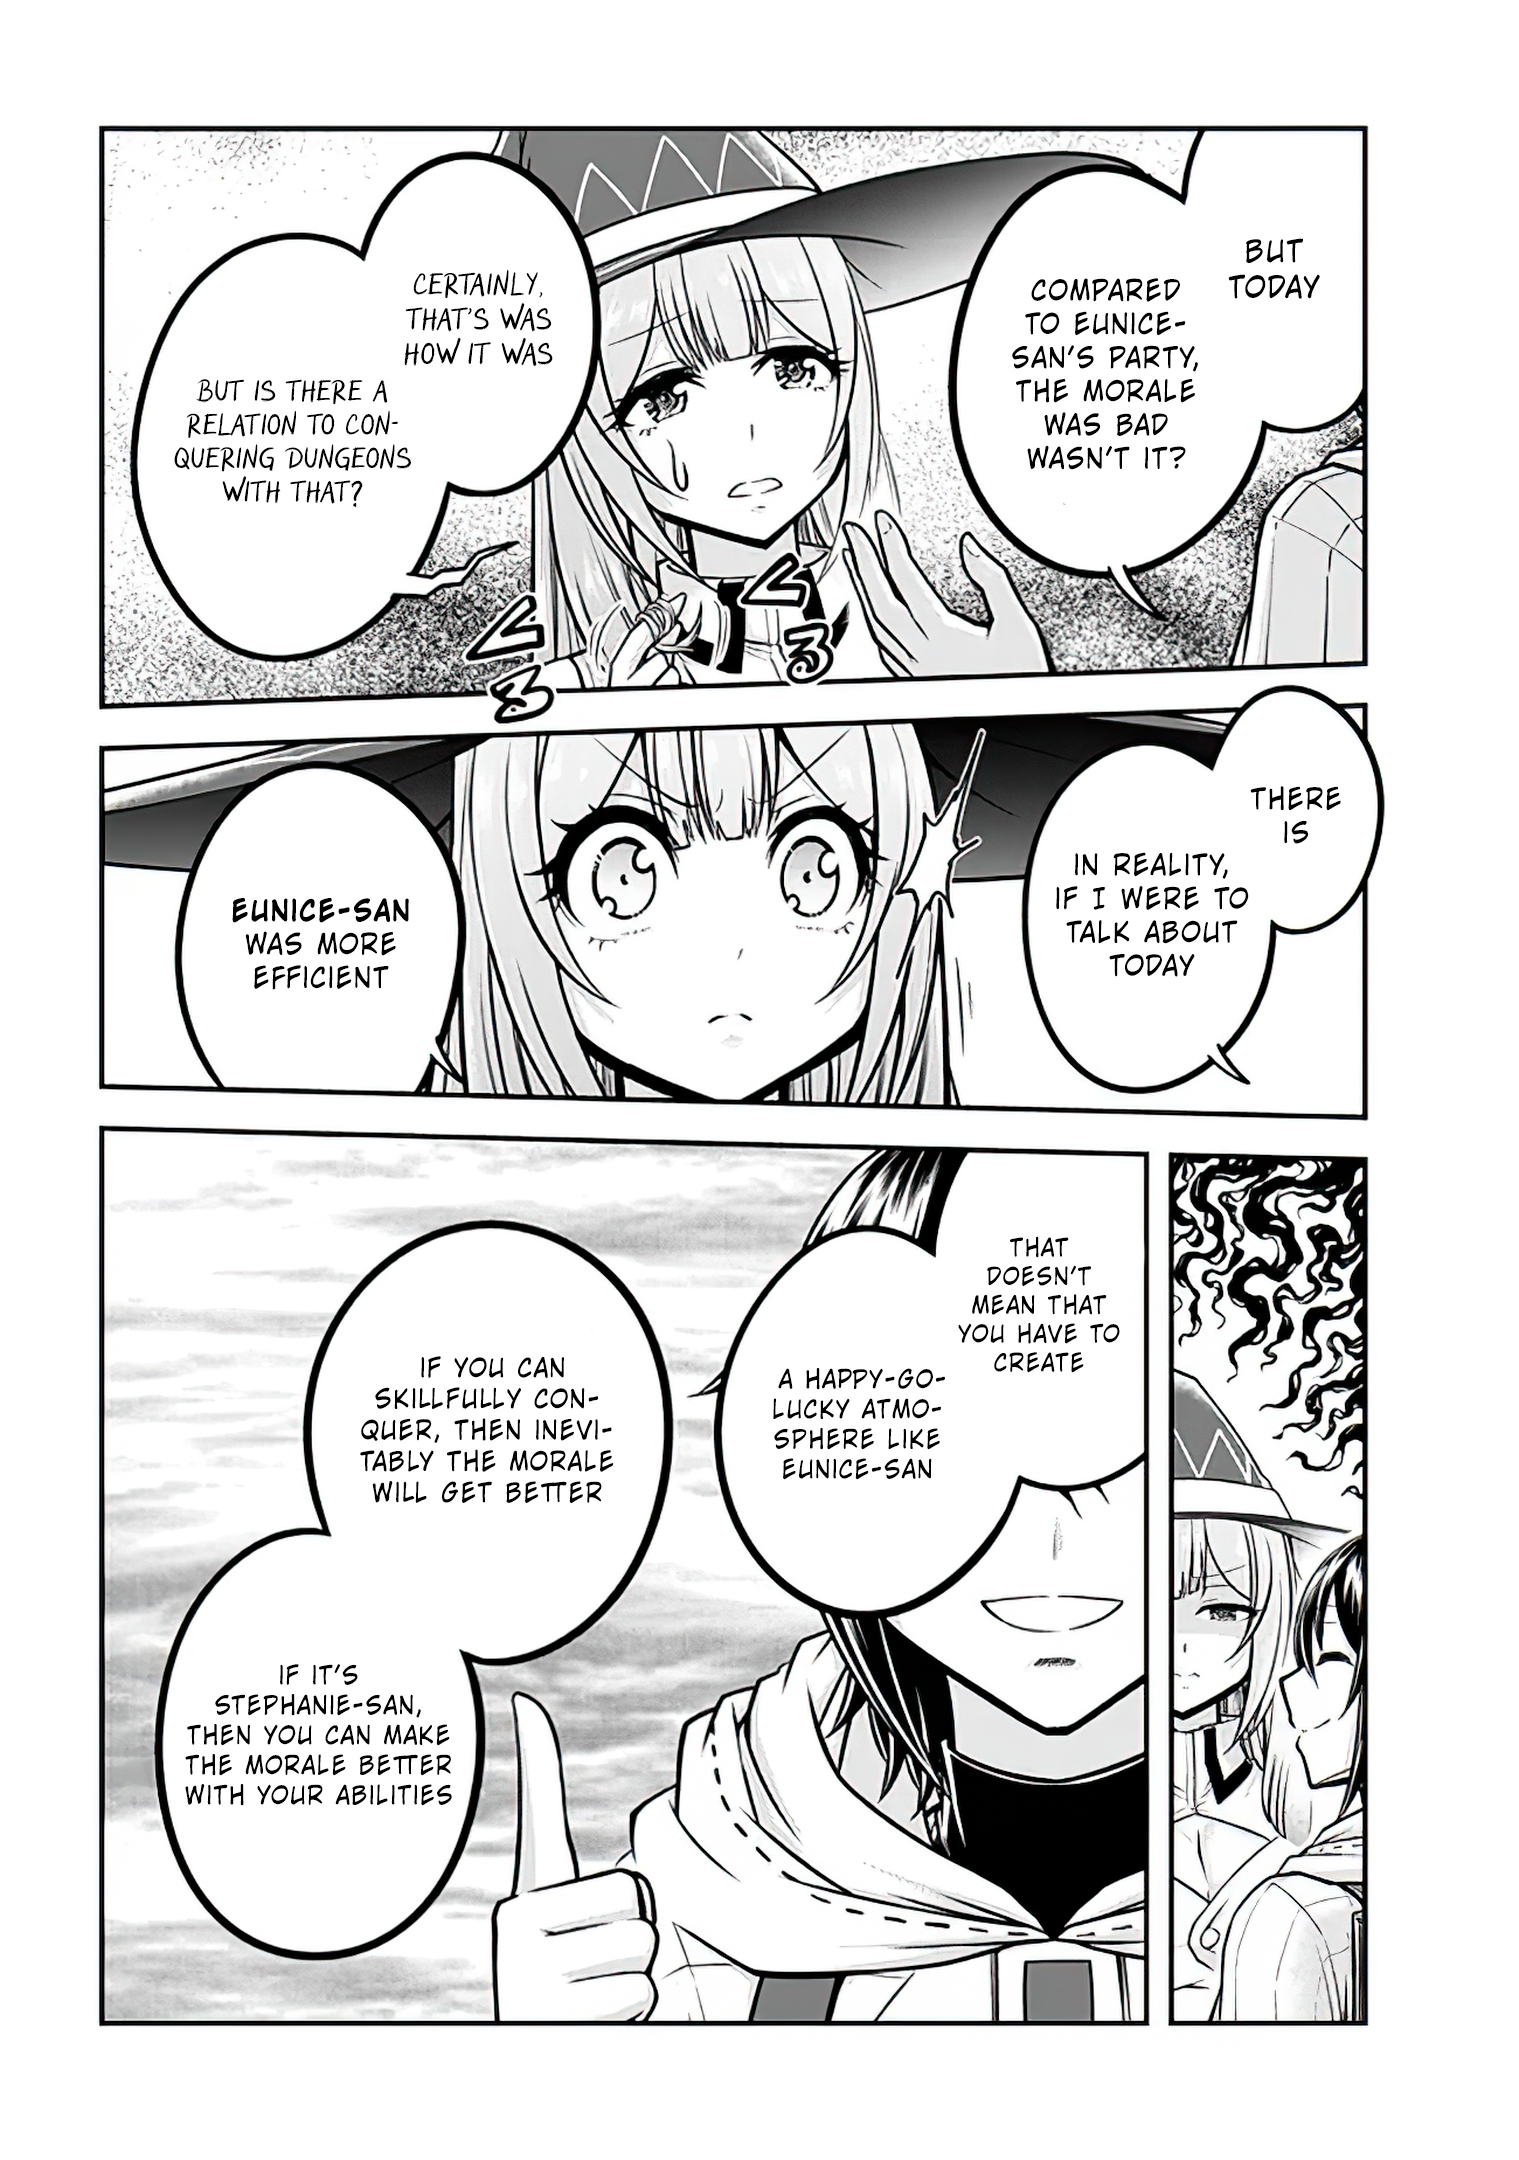 BUT
TODAY
COMPARED
TO EUNICE-
SAN'S PARTY,
THE MORALE
WAS BAD
WASN'T IT?
CERTAINLY,
THAT'S WAS
HOW IT WAS
BUT IS THERE A
RELATION TO CON-
QUERING DUNGEONS
WITH THAT?
くる
くる
THERE
IS
IN REALITY,
IF I WERE TO
TALK ABOUT
TODAY
EUNICE-SAN
WAS MORE
EFFICIENT
THAT
DOESN'T
MEAN THAT
YOU HAVE TO
CREATE
A HAPPY-GO-
LUCKY ATMO-
SPHERE LIKE
EUNICE-SAN
IF YOU CAN
SKILLFULLY CON-
QUER, THEN INEVI-
TABLY THE MORALE
WILL GET BETTER
IF IT'S
STEPHANIE-SAN,
THEN YOU CAN MAKE
THE MORALE BETTER
WITH YOUR ABILITIES